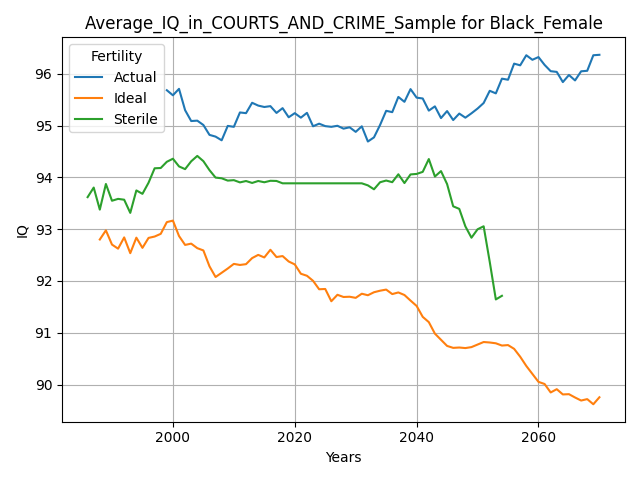 Average_IQ_in_COURTS_AND_CRIME_Sample for Black_Female
Fertility
Actual
Ideal
Sterile
IQ
96
95
94
93
92
91
90
2000
2020
2040
2060
Years